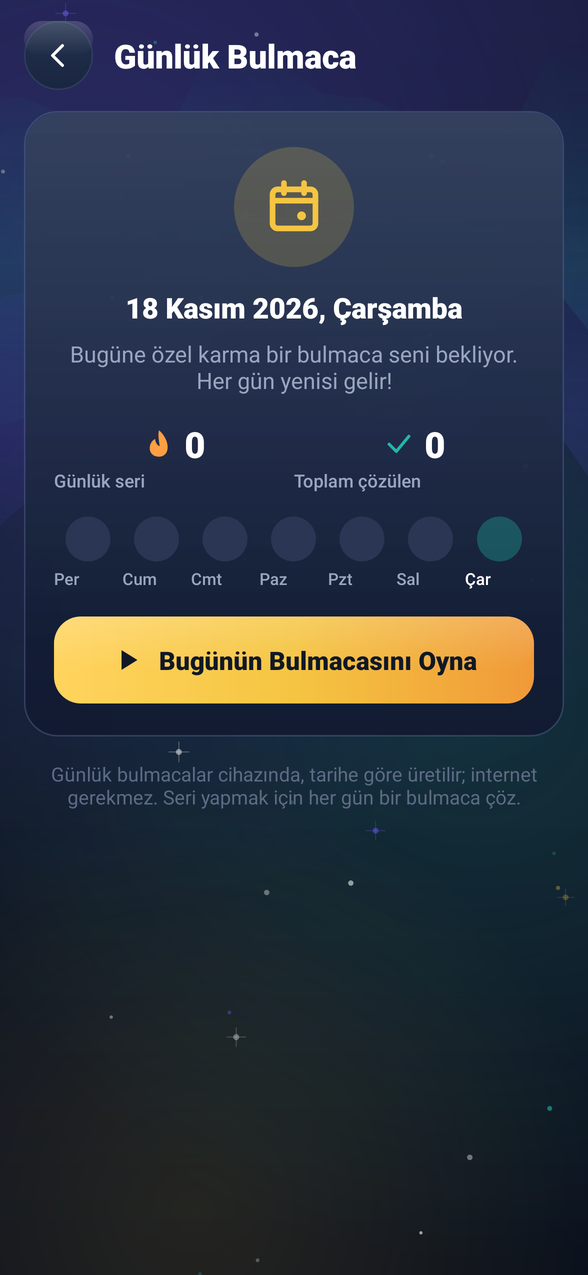 Günlük Bulmaca
18 Kasım 2026, Çarşamba
Bugüne özel karma bir bulmaca seni bekliyor.
Her gün yenisi gelir!
0
0
Günlük seri
Toplam çözülen
Per Cum Cmt Paz Pzt Sal Çar
Bugünün Bulmacasını Oyna
Günlük bulmacalar cihazında, tarihe göre üretilir; internet
gerekmez. Seri yapmak için her gün bir bulmaca çöz.